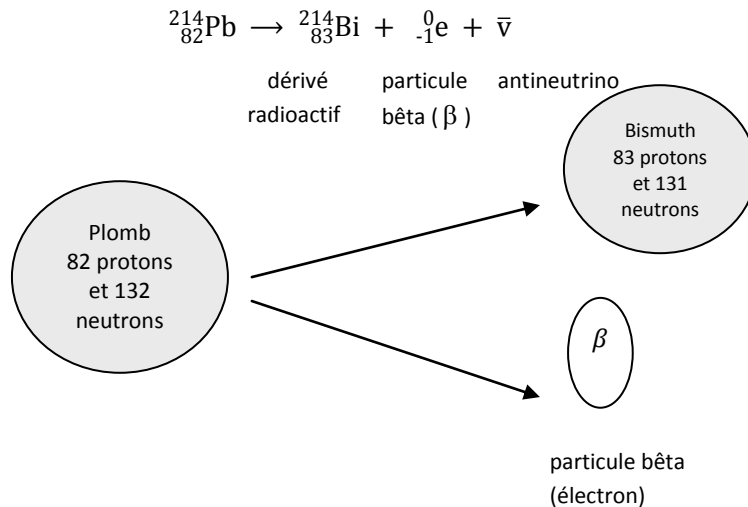 ²¹⁴₈₂Pb ⟶ ²¹⁴₈₃Bi + ⁰₋₁e + v̅
dérivé particule antineutrino
radioactif bêta ( β )
Bismuth
83 protons
et 131
neutrons
Plomb
82 protons
et 132
neutrons
β
particule bêta
(électron)